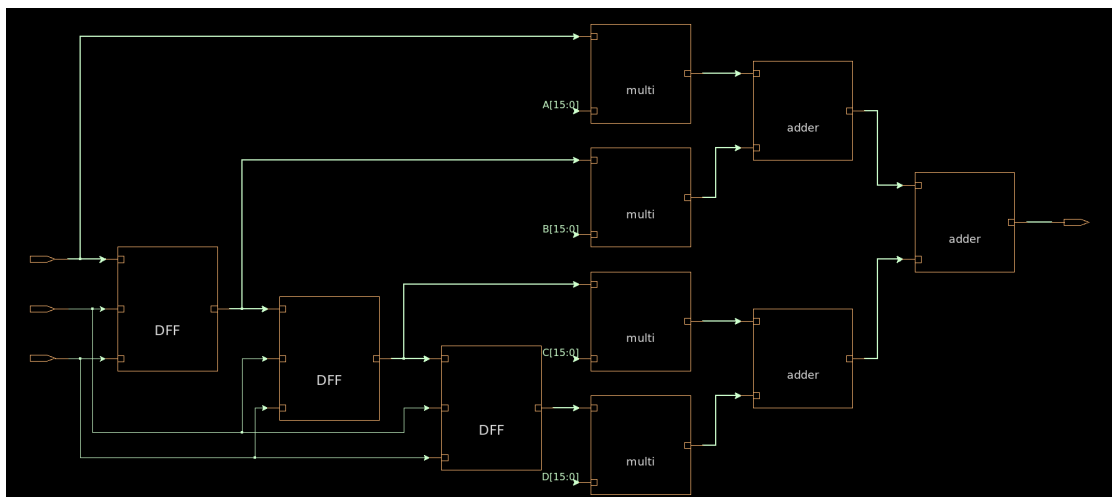 multi
A[15:0]
adder
multi
B[15:0]
adder
DFF
multi
C[15:0]
DFF
adder
DFF
multi
D[15:0]